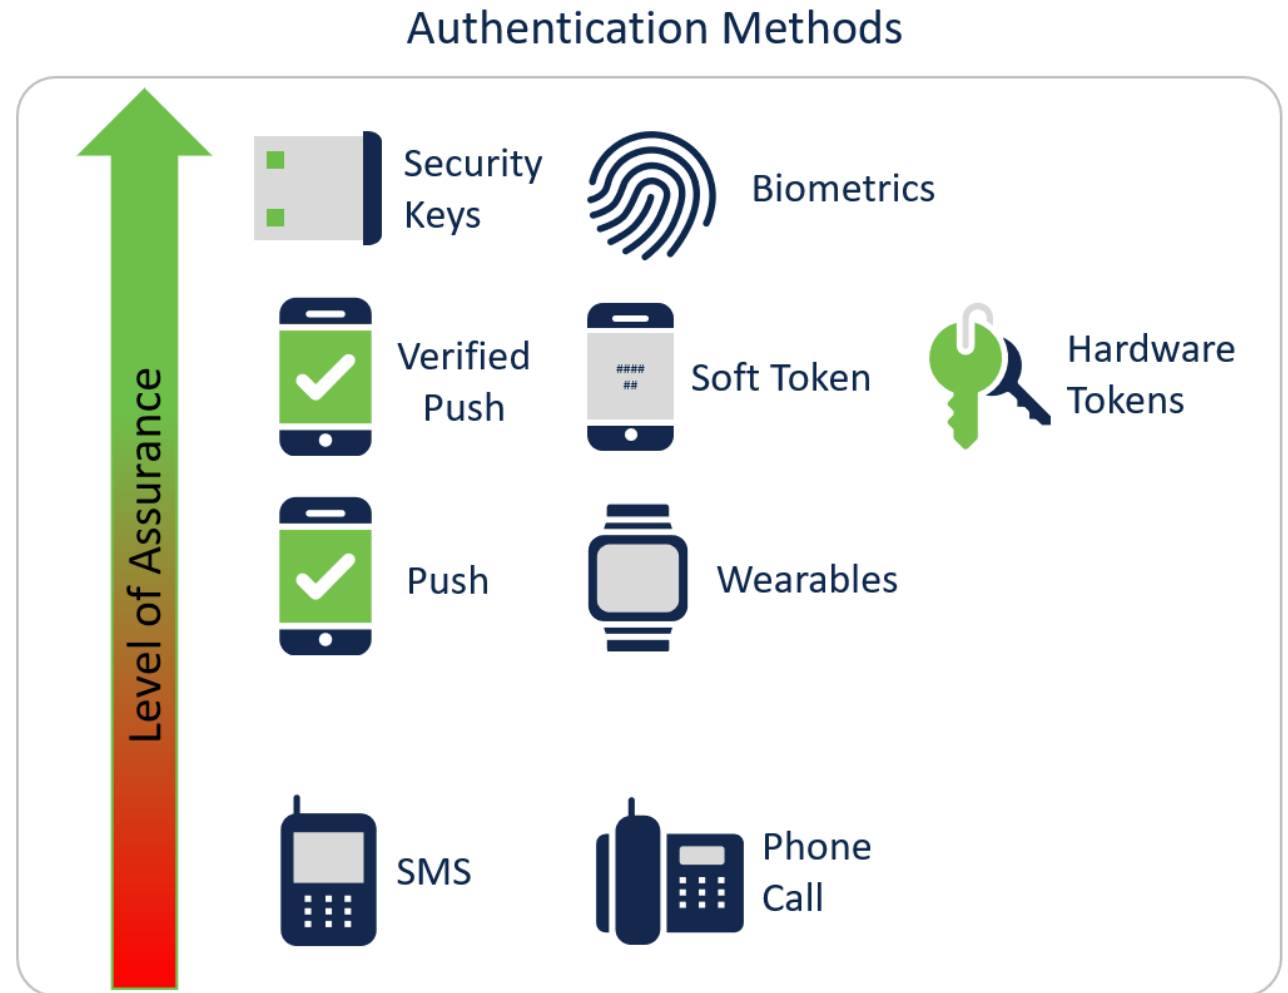 Authentication Methods
Level of Assurance
Security
Keys
Biometrics
Verified
Push
####
##
Soft Token
Hardware
Tokens
Push
Wearables
SMS
Phone
Call